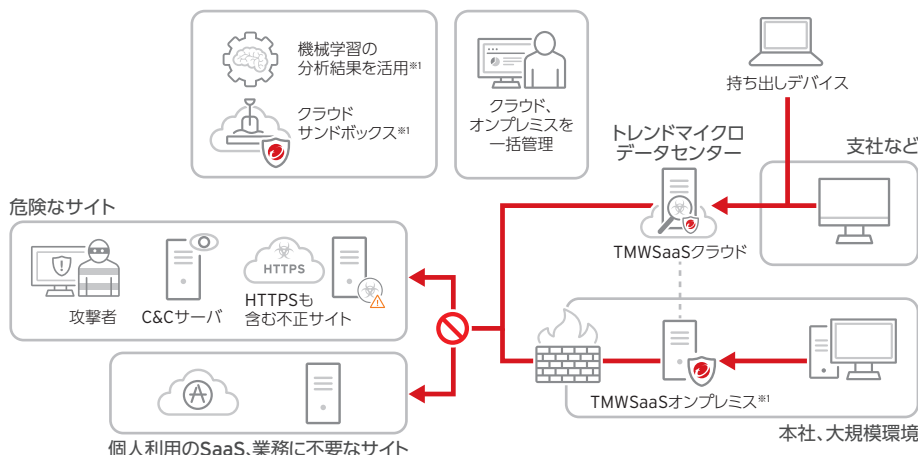 機械学習の
分析結果を活用※1
クラウド
サンドボックス※1
クラウド、
オンプレミスを
一括管理
持ち出しデバイス
トレンドマイクロ
データセンター
支社など
TMWSaaSクラウド
危険なサイト
攻撃者
C&Cサーバ
HTTPS
HTTPSも
含む不正サイト
TMWSaaSオンプレミス※1
本社、大規模環境
個人利用のSaaS、業務に不要なサイト